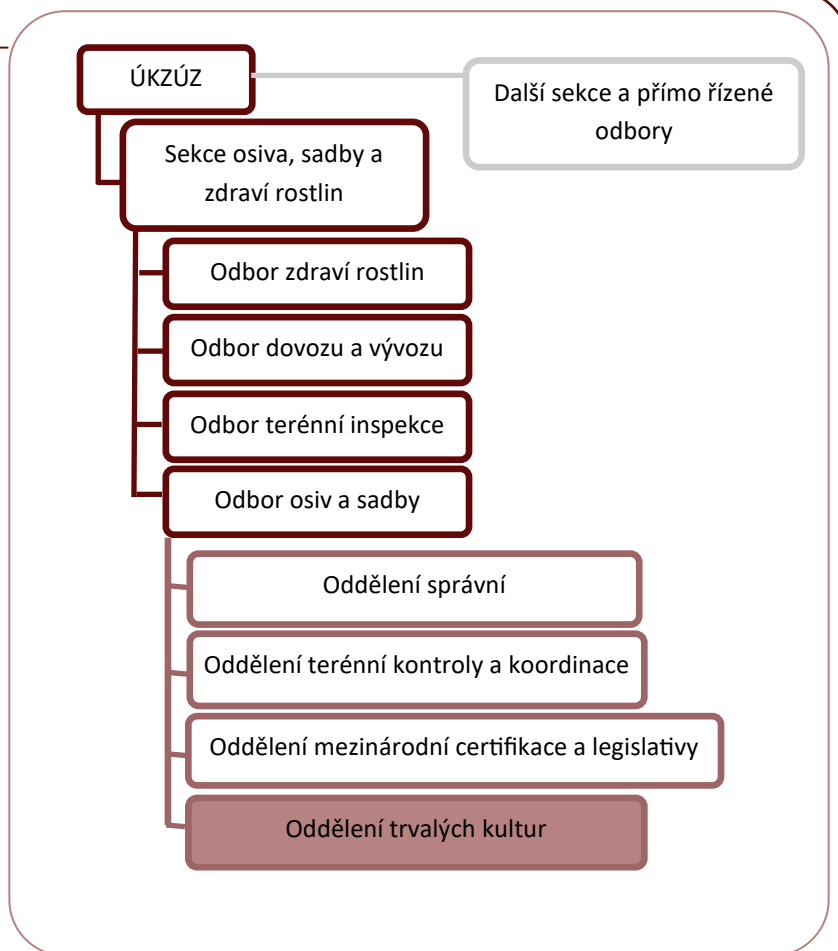 ÚKZÚZ
Další sekce a přímo řízené
odbory
Sekce osiva, sadby a
zdraví rostlin
Odbor zdraví rostlin
Odbor dovozu a vývozu
Odbor terénní inspekce
Odbor osiv a sadby
Oddělení správní
Oddělení terénní kontroly a koordinace
Oddělení mezinárodní certifikace a legislativy
Oddělení trvalých kultur